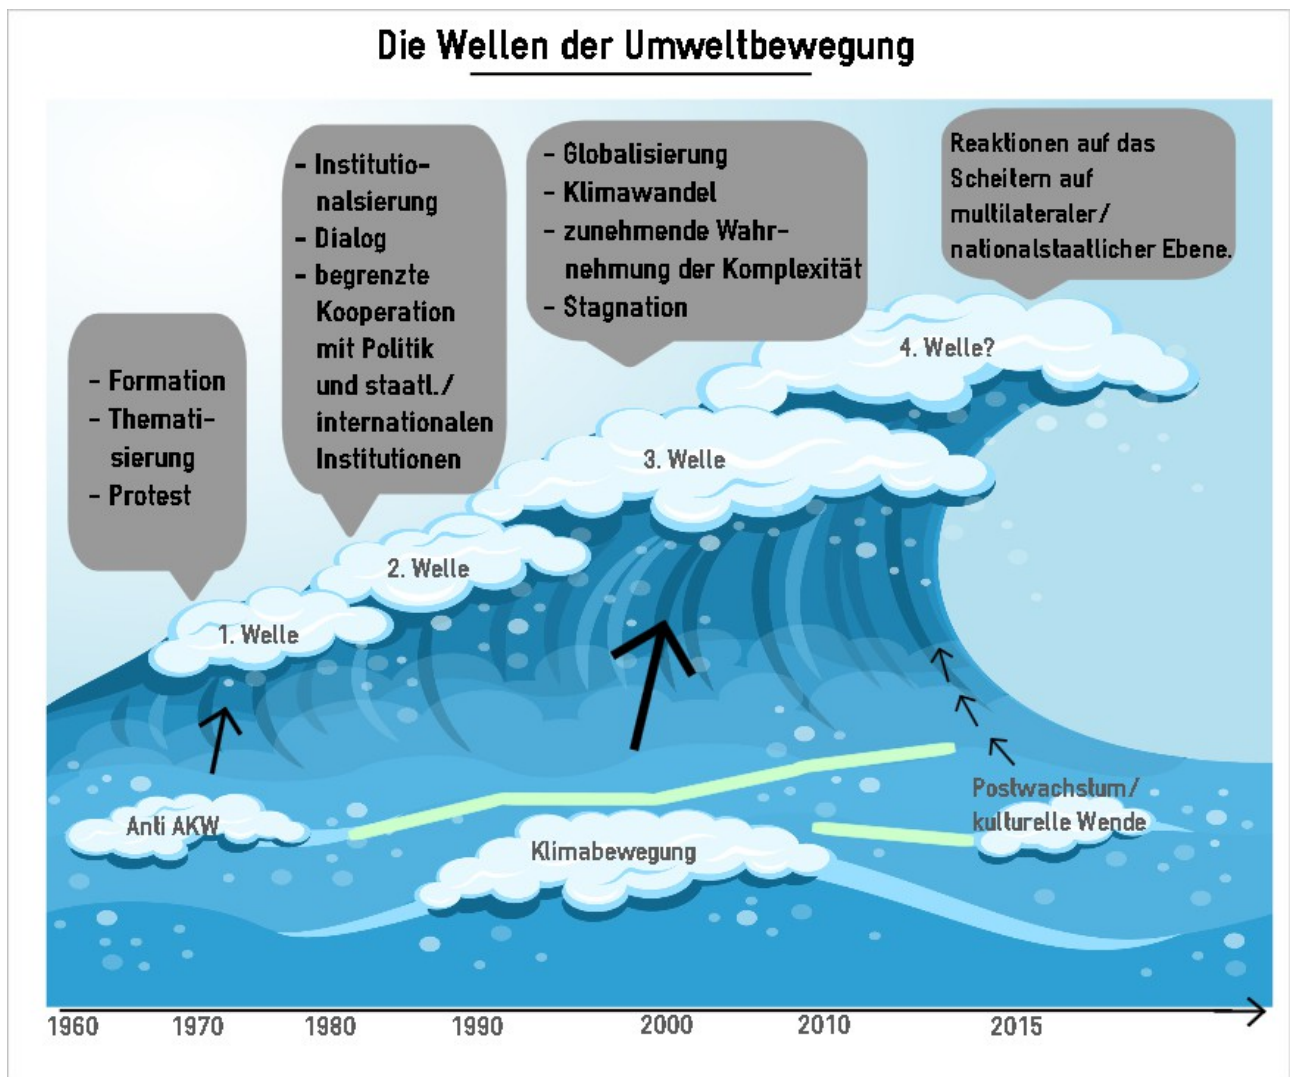 Die Wellen der Umweltbewegung
- Formation
- Themati-
sierung
- Protest
- Institutio-
nalsierung
- Dialog
- begrenzte
Kooperation
mit Politik
und staatl./
internationalen
Institutionen
- Globalisierung
- Klimawandel
- zunehmende Wahr-
nehmung der Komplexität
- Stagnation
Reaktionen auf das
Scheitern auf
multilateraler/
nationalstaatlicher Ebene.
1. Welle
2. Welle
3. Welle
4. Welle?
Anti AKW
Klimabewegung
Postwachstum/
kulturelle Wende
1960 1970 1980 1990 2000 2010 2015